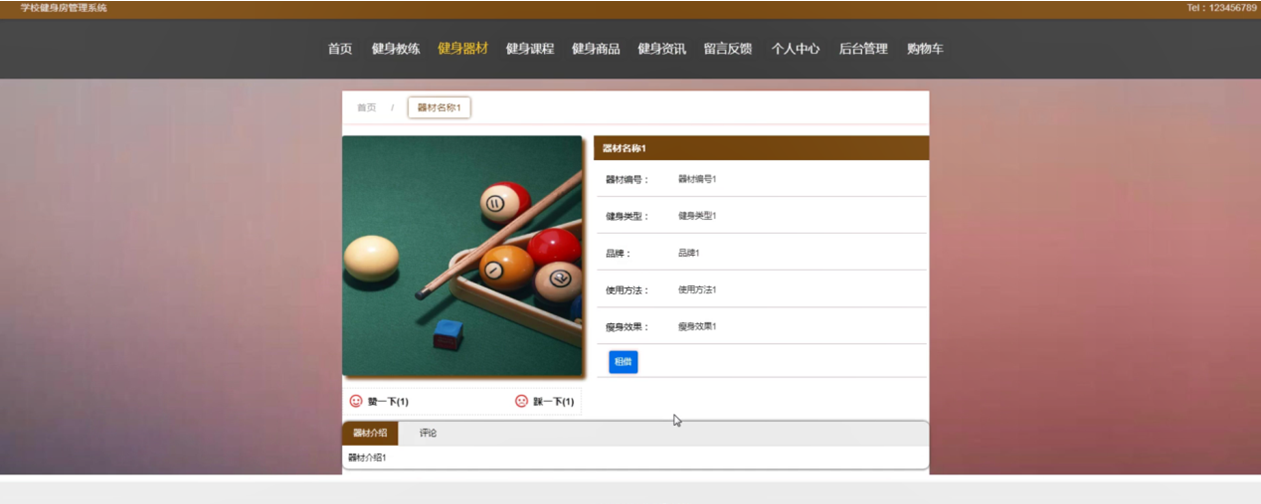 学校健身房管理系统
Tel：123456789
首页 健身教练 健身器材 健身课程 健身商品 健身资讯 留言反馈 个人中心 后台管理 购物车
首页 / 器材名称1
器材名称1
器材编号： 器材编号1
健身类型： 健身类型1
品牌： 品牌1
使用方法： 使用方法1
瘦身效果： 瘦身效果1
租借
11
1
12
赞一下(1) 踩一下(1)
器材介绍 评论
器材介绍1